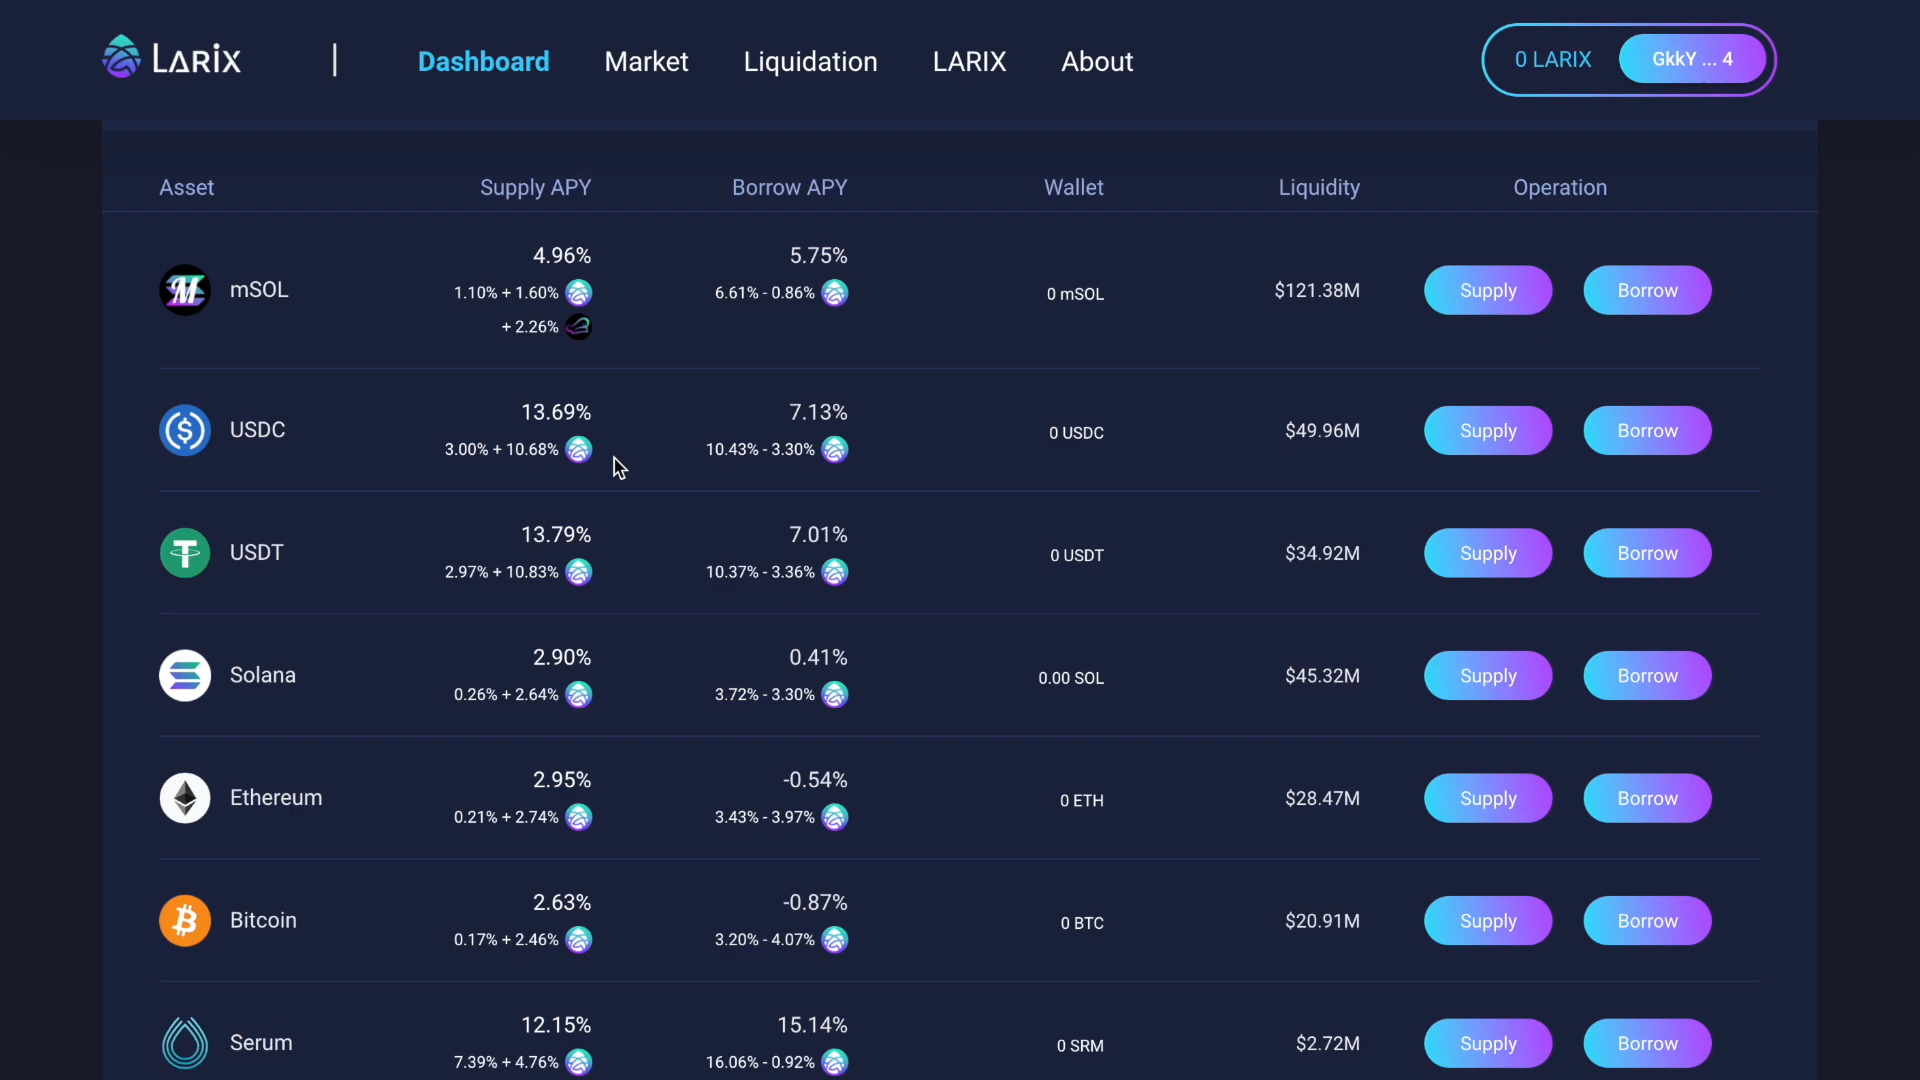 LARIX | Dashboard Market Liquidation LARIX About 0 LARIX GkkY ... 4
Asset Supply APY Borrow APY Wallet Liquidity Operation
4.96% 5.75%
mSOL 1.10% + 1.60% 6.61% - 0.86% 0 mSOL $121.38M Supply Borrow
+ 2.26%
13.69% 7.13%
USDC 0 USDC $49.96M Supply Borrow
3.00% + 10.68% 10.43% - 3.30%
13.79% 7.01%
USDT 0 USDT $34.92M Supply Borrow
2.97% + 10.83% 10.37% - 3.36%
2.90% 0.41%
Solana 0.00 SOL $45.32M Supply Borrow
0.26% + 2.64% 3.72% - 3.30%
2.95% -0.54%
Ethereum 0 ETH $28.47M Supply Borrow
0.21% + 2.74% 3.43% - 3.97%
2.63% -0.87%
Bitcoin 0 BTC $20.91M Supply Borrow
0.17% + 2.46% 3.20% - 4.07%
12.15% 15.14%
Serum 0 SRM $2.72M Supply Borrow
7.39% + 4.76% 16.06% - 0.92%